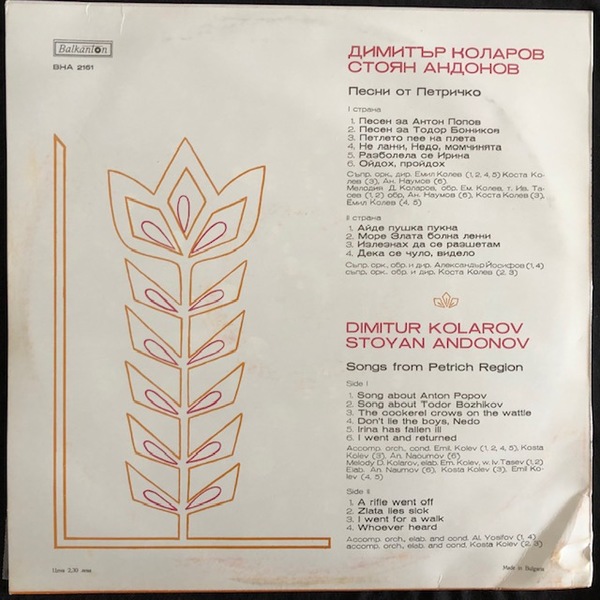 Balkanton
ВНА 2151
ДИМИТЪР КОЛАРОВ
СТОЯН АНДОНОВ
Песни от Петричко
I страна
1. Песен за Антон Попов
2. Песен за Тодор Божиков
3. Петлето пее на плета
4. Не лажи, Недо, момчината
5. Разболела се Ирина
6. Ойдох, пройдох
Съпр. орк., дир. Емил Колев (1, 2, 4, 5) Коста Ко-
лев (3), Ан. Наумов (6)
Мелодия Д. Коларов, обр. Ем. Колев, т. Ив. Та-
сев (1, 2) обр. Ан. Наумов (6), Коста Колев (3),
Емил Колев (4, 5)
II страна
1. Айде пушка пукна
2. Море Злата болна лежи
3. Излезнах да се разшетам
4. Дека се чуло, видело
Съпр. орк., обр. и дир. Александър Йосифов (1, 4)
съпр. орк., обр. и дир. Коста Колев (2, 3)
DIMITUR KOLAROV
STOYAN ANDONOV
Songs from Petrich Region
Side I
1. Song about Anton Popov
2. Song about Todor Bozhikov
3. The cockerel crows on the wattle
4. Don't lie the boys, Nedo
5. Irina has fallen ill
6. I went and returned
Accomp. orch., cond. Emil. Kolev (1, 2, 4, 5), Kosta
Kolev (3), An. Naoumov (6)
Melody D. Kolarov, elab. Em. Kolev, w. Iv. Tasev (1, 2)
Elab. An. Naumov (6), Kosta Kolev (3), Emil Ko-
lev (4, 5)
Side II
1. A rifle went off
2. Zlata lies sick
3. I went for a walk
4. Whoever heard
Accomp. orch., elab. and cond. Al. Yosifov (1, 4)
accomp. orch., elab. and cond. Kosta Kolev (2, 3)
Цена 2,30 лева
Made in Bulgaria